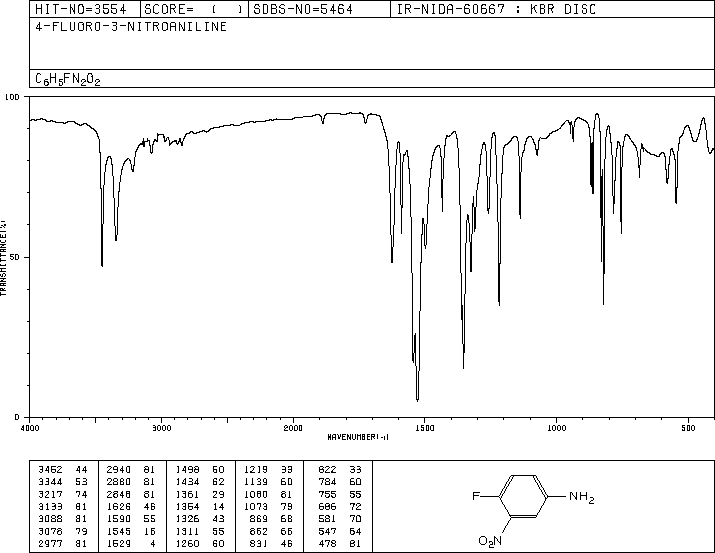 HIT-NO=3554 SCORE= ( ) SDBS-NO=5464 IR-NIDA-60667 : KBR DISC
4-FLUORO-3-NITROANILINE
C6H5FN2O2
100
50
0
TRANSMITTANCE(%)
4000 3000 2000 1500 1000 500
WAVENUMBER(-1)
3452 44 2940 81 1498 50 1219 33 822 33
3344 53 2880 81 1434 62 1139 60 784 60
3217 74 2848 81 1361 29 1080 81 755 55
3133 81 1626 46 1354 14 1073 79 686 72
3088 81 1590 55 1326 43 869 68 581 70
3078 79 1545 16 1311 55 862 66 547 64
2977 81 1529 4 1260 60 831 46 478 81
F
NH2
O2N